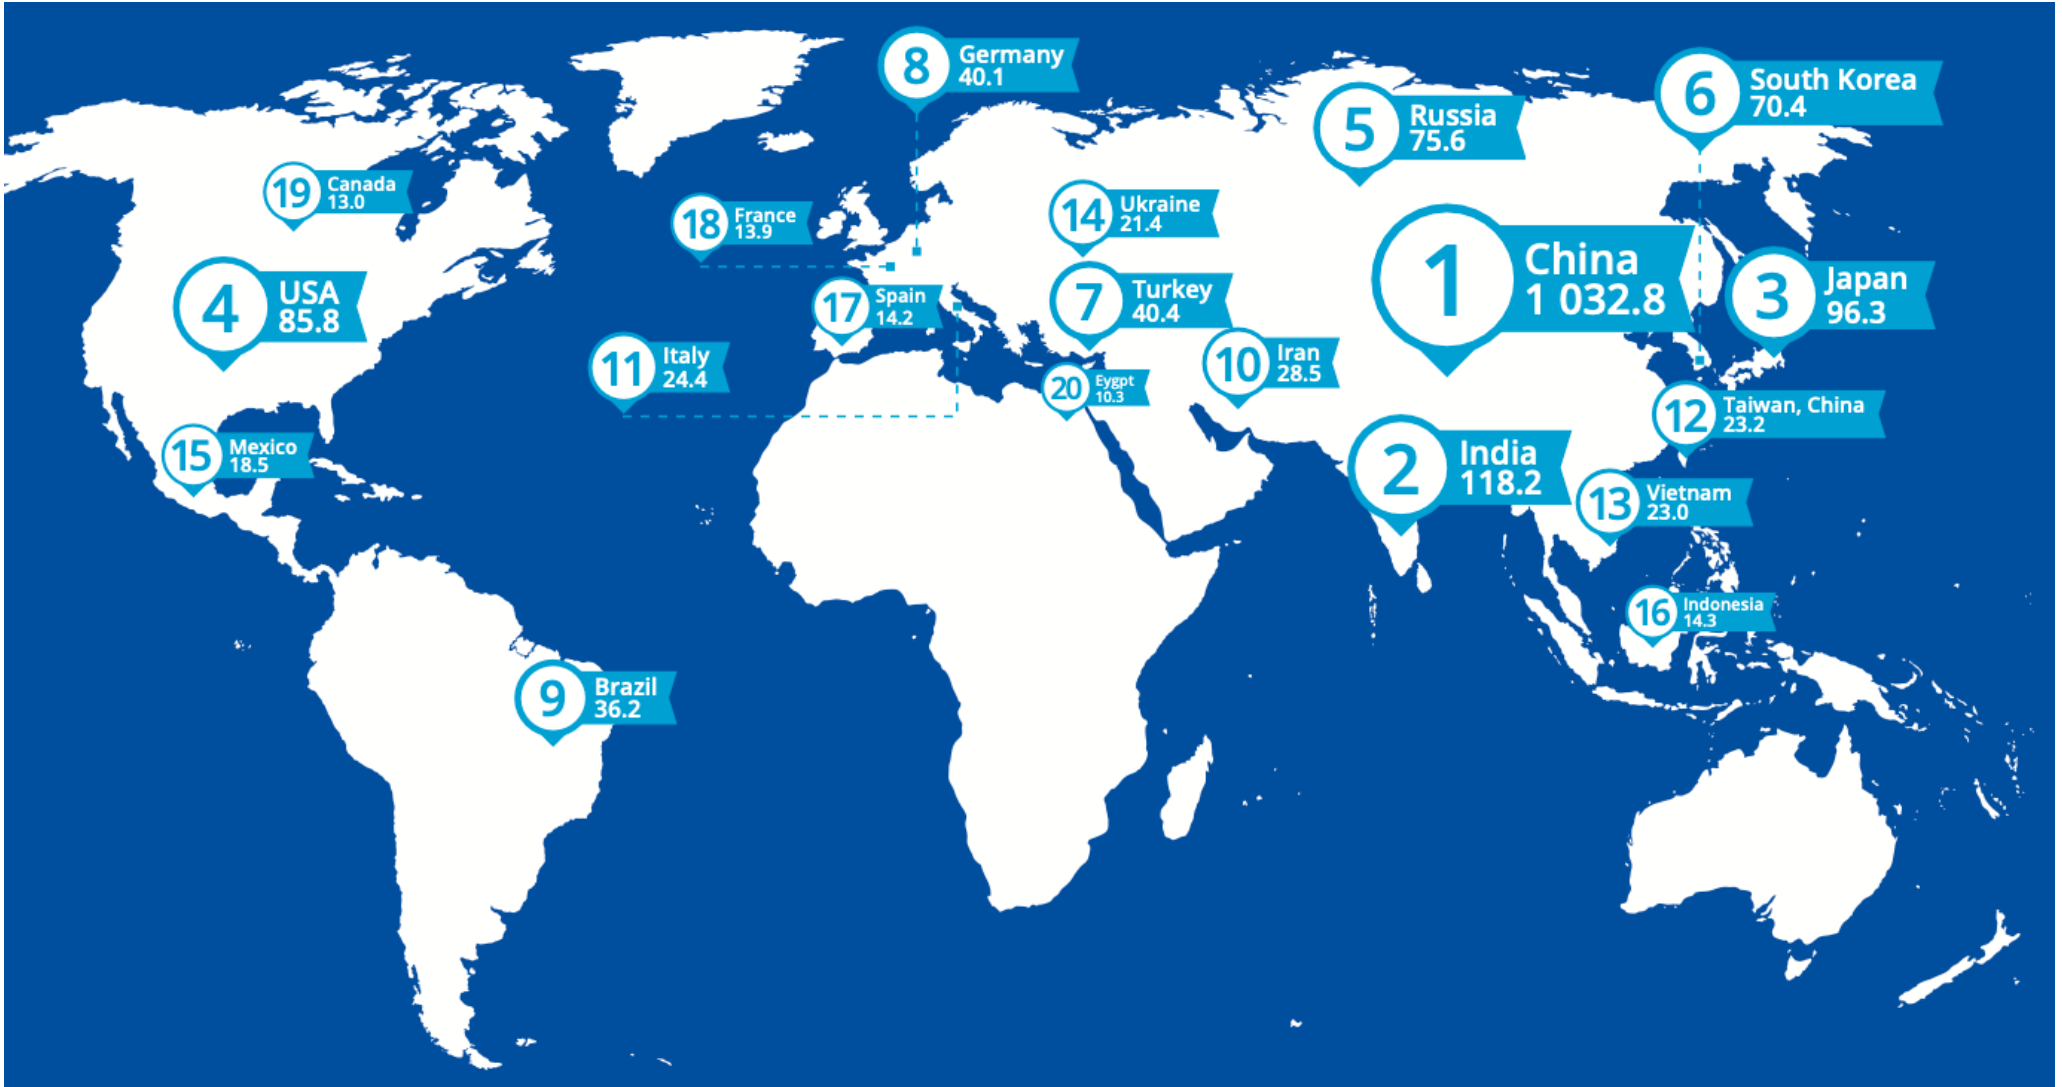 8
Germany
40.1
6
South Korea
70.4
5
Russia
75.6
19
Canada
13.0
18
France
13.9
14
Ukraine
21.4
1
China
1 032.8
4
USA
85.8
17
Spain
14.2
7
Turkey
40.4
3
Japan
96.3
11
Italy
24.4
10
Iran
28.5
20
Eygpt
10.3
12
Taiwan, China
23.2
15
Mexico
18.5
2
India
118.2
13
Vietnam
23.0
16
Indonesia
14.3
9
Brazil
36.2